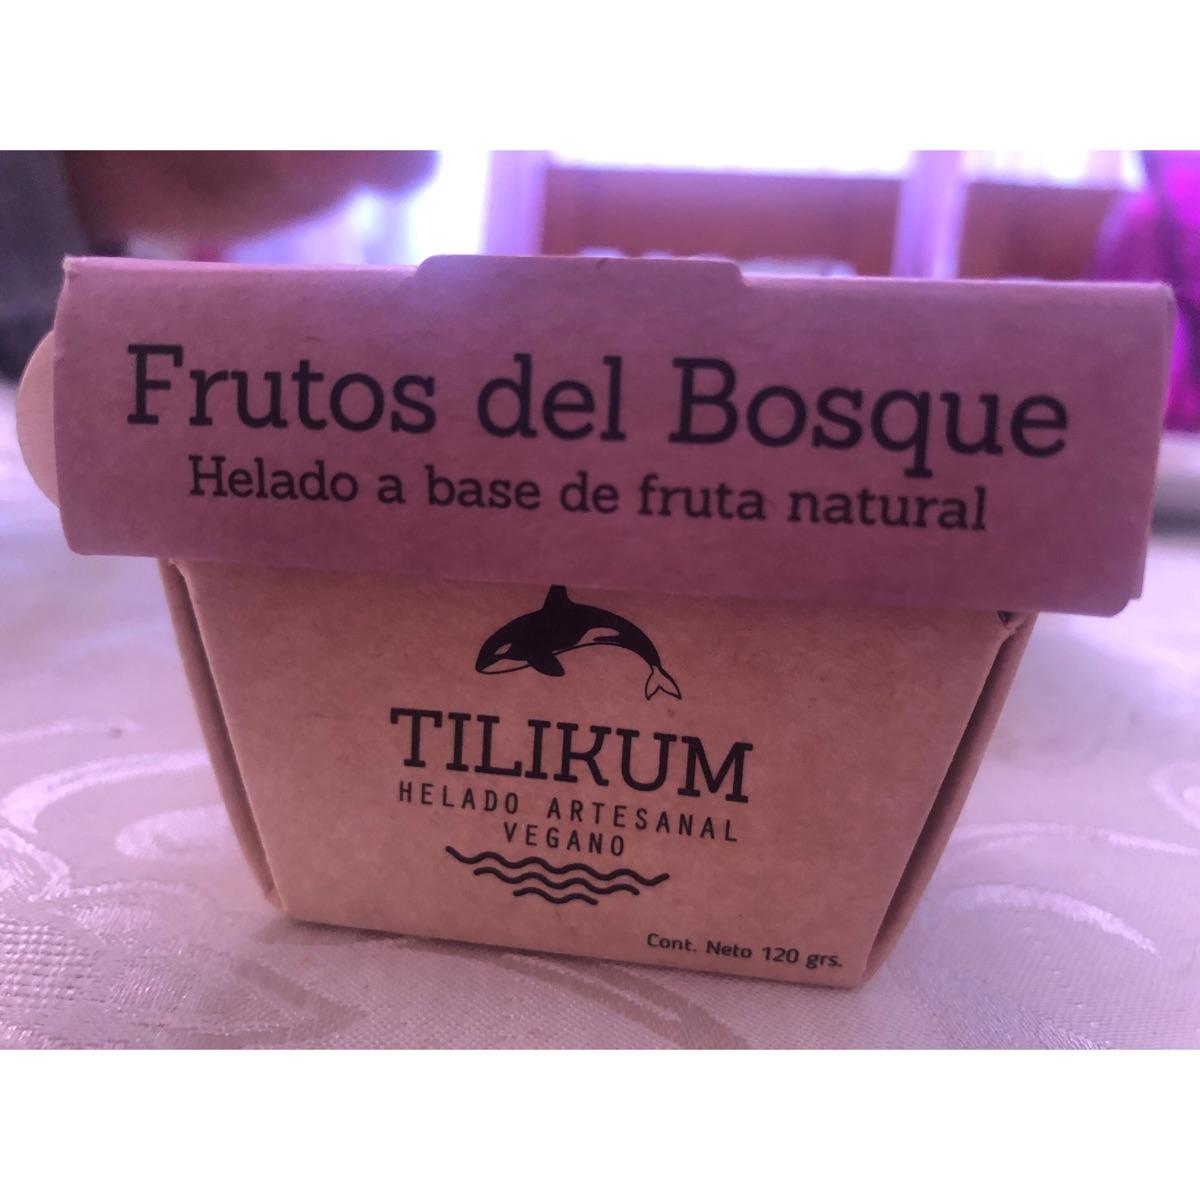 Frutos del Bosque
Helado a base de fruta natural
TILIKUM
HELADO ARTESANAL
VEGANO
Cont. Neto 120 grs.